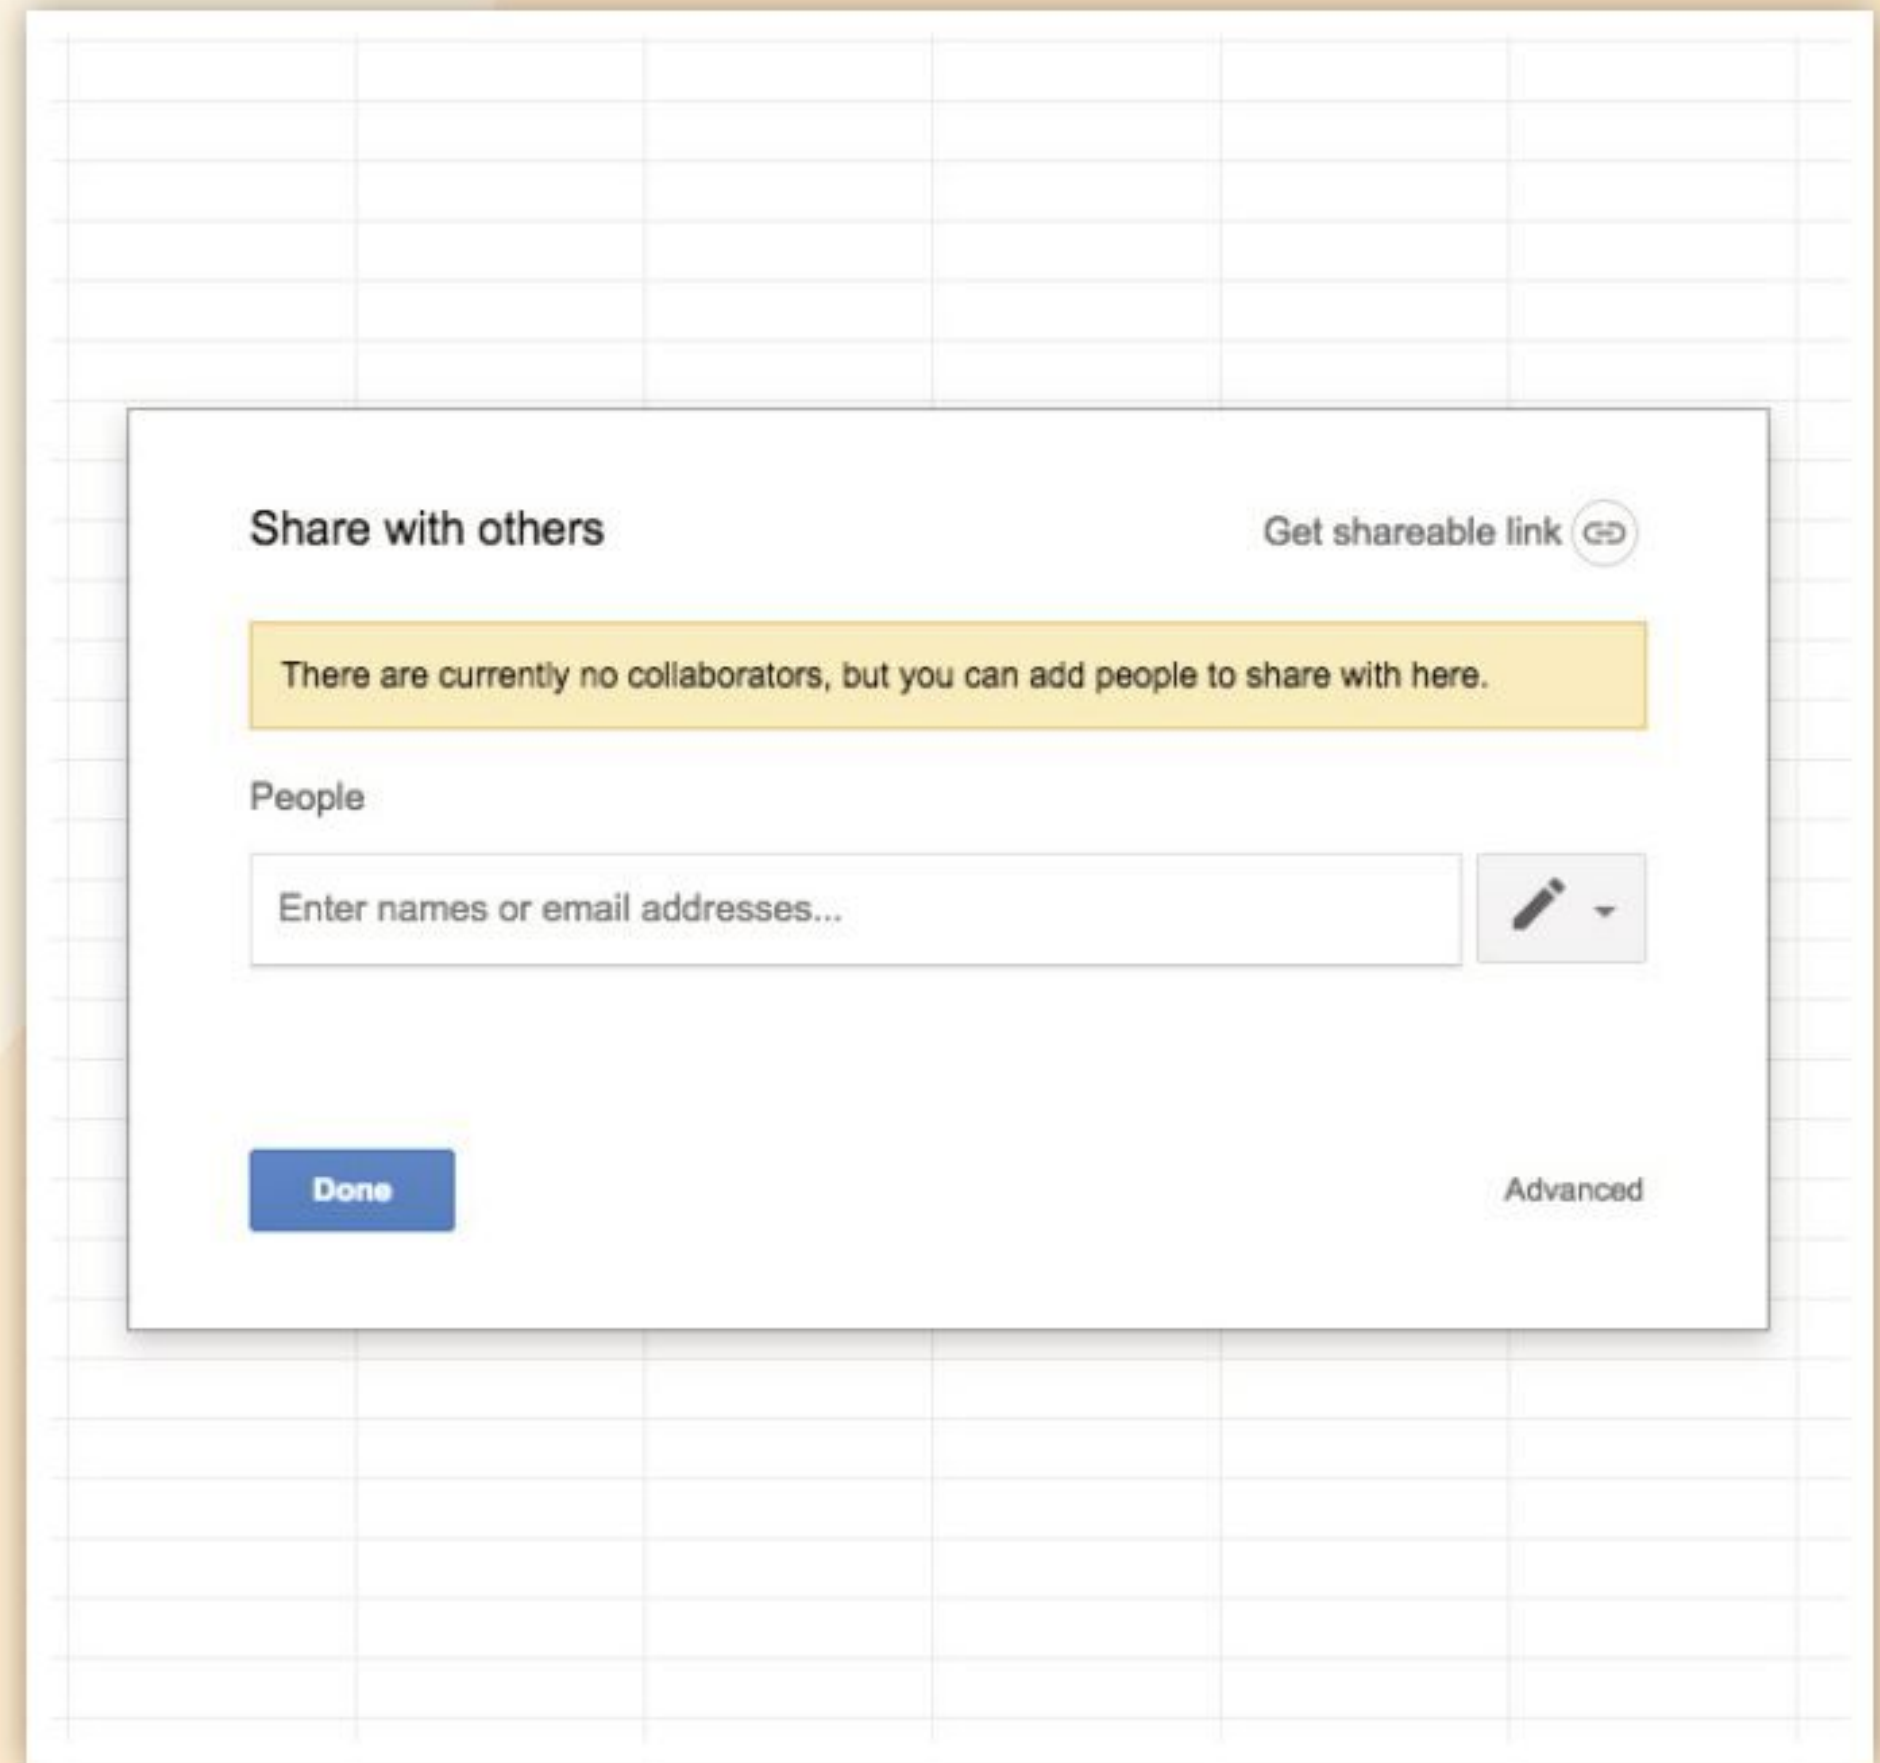 Share with others
Get shareable link
There are currently no collaborators, but you can add people to share with here.
People
Enter names or email addresses...
Done
Advanced